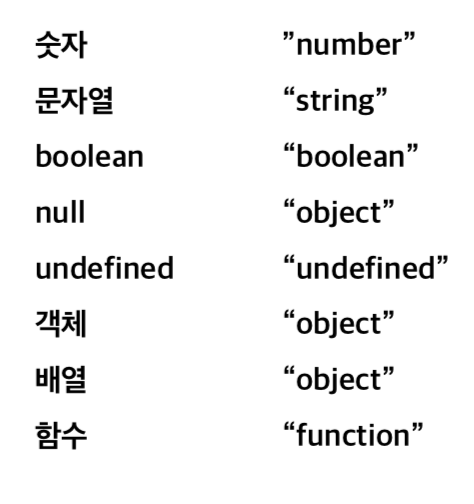 숫자 ”number”
문자열 “string”
boolean “boolean”
null “object”
undefined “undefined”
객체 “object”
배열 “object”
함수 “function”